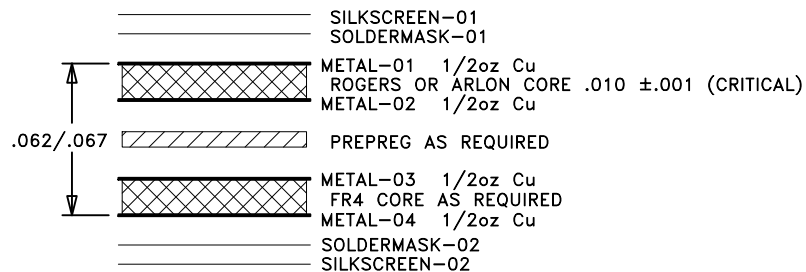 SILKSCREEN-01
SOLDERMASK-01
METAL-01 1/2oz Cu
ROGERS OR ARLON CORE .010 ±.001 (CRITICAL)
METAL-02 1/2oz Cu
.062/.067
PREPREG AS REQUIRED
METAL-03 1/2oz Cu
FR4 CORE AS REQUIRED
METAL-04 1/2oz Cu
SOLDERMASK-02
SILKSCREEN-02